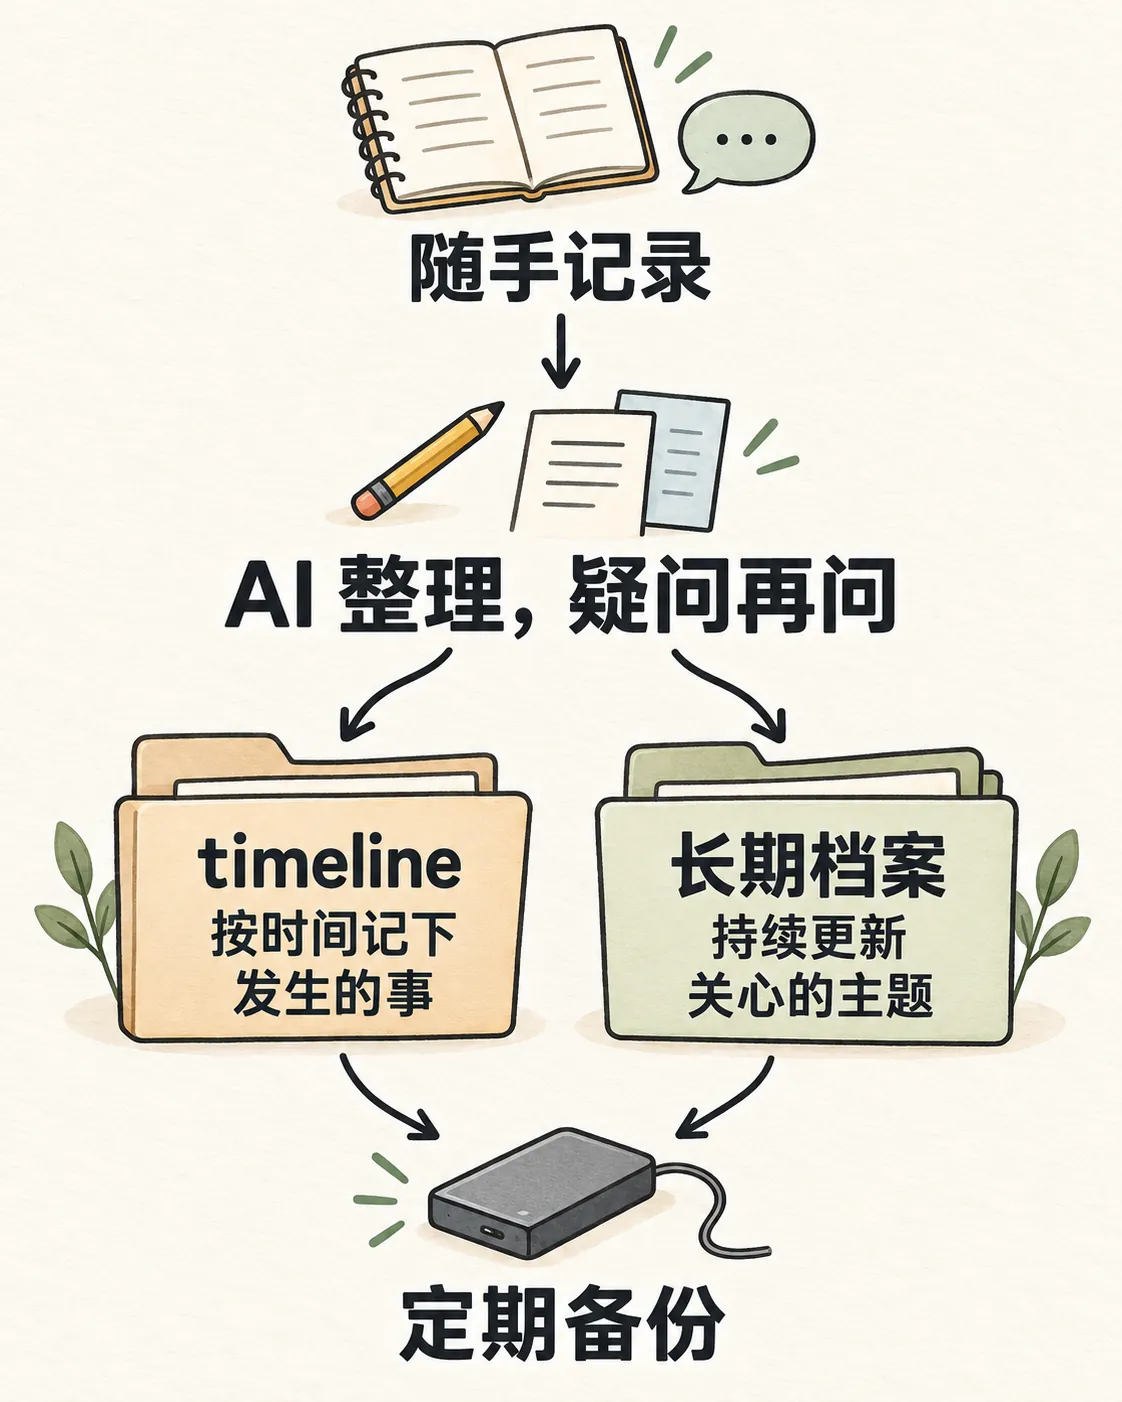 随手记录
AI 整理，疑问再问
timeline
按时间记下
发生的事
长期档案
持续更新
关心的主题
定期备份